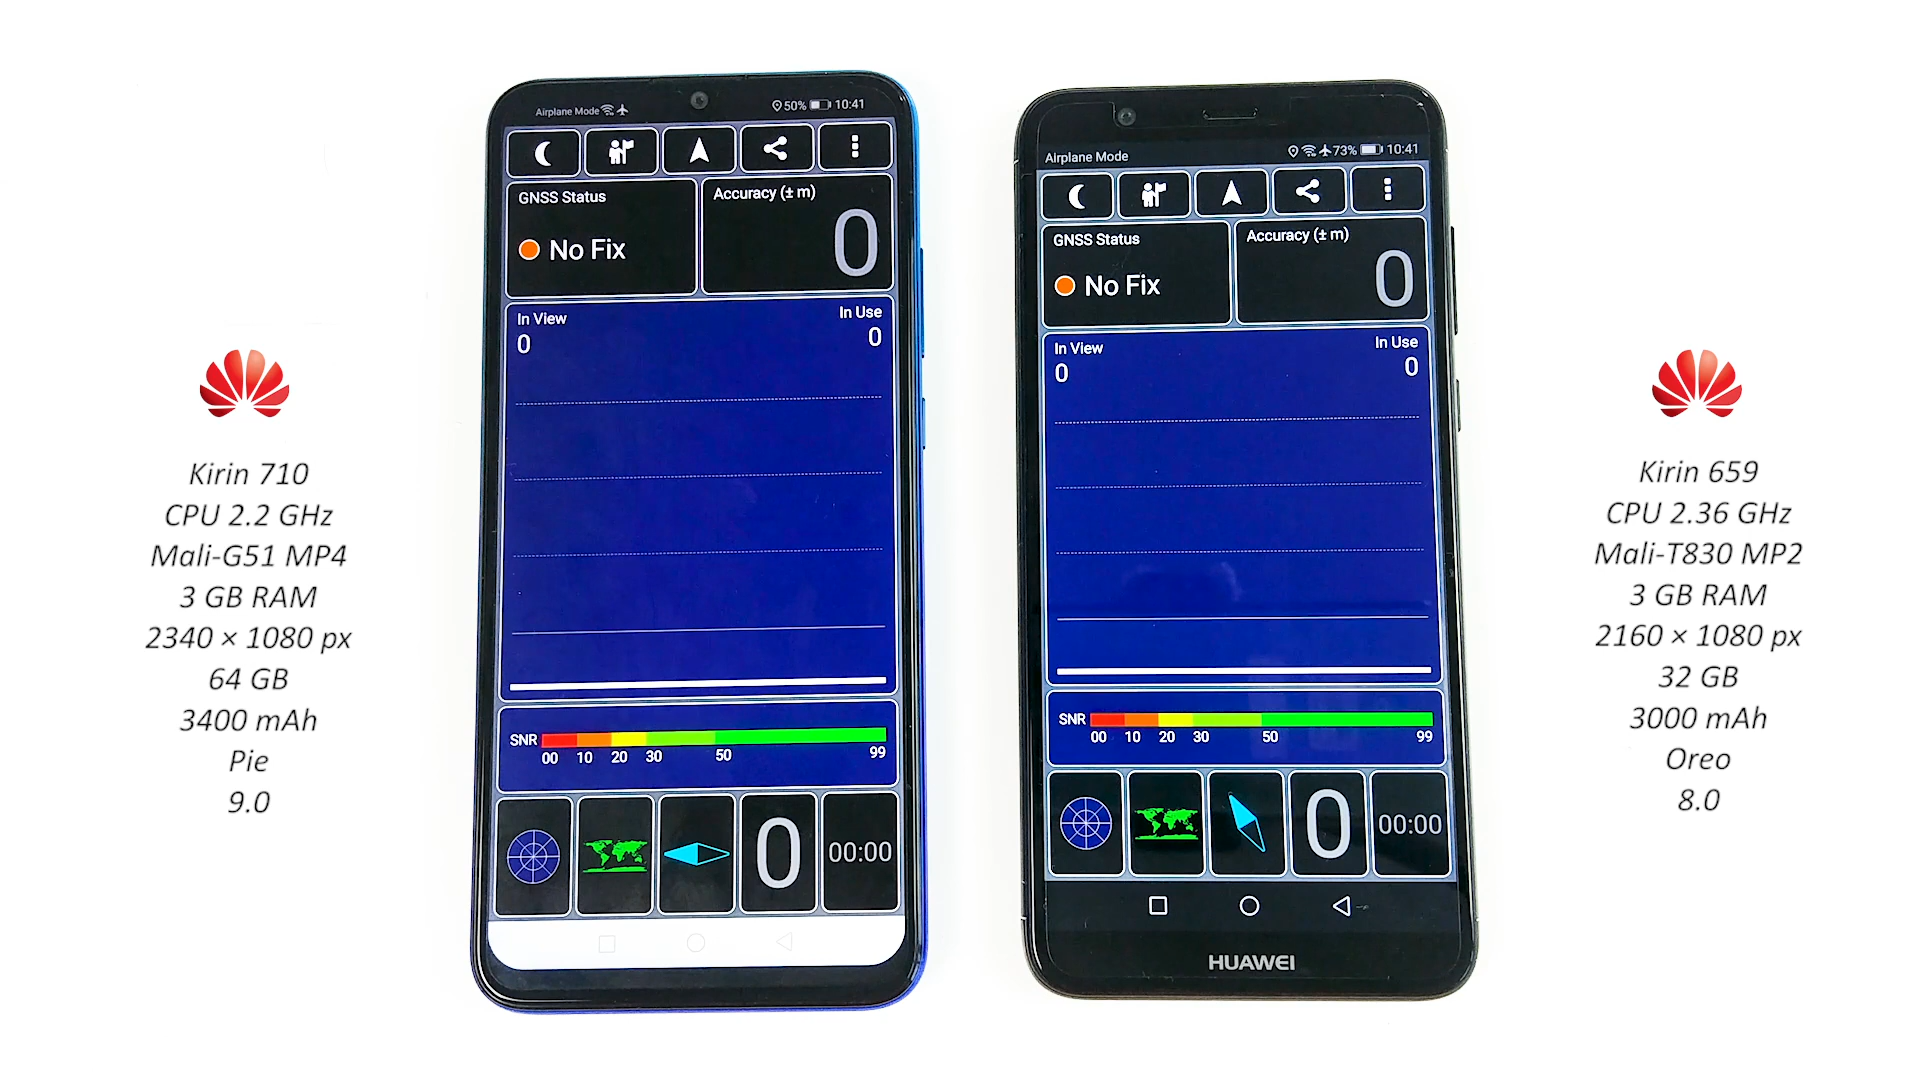 Kirin 710
CPU 2.2 GHz
Mali-G51 MP4
3 GB RAM
2340 × 1080 px
64 GB
3400 mAh
Pie
9.0
Airplane Mode 50% 10:41
GNSS Status
No Fix
Accuracy (± m)
0
In View
0
In Use
0
SNR
00 10 20 30 50 99
0
00:00
Airplane Mode 73% 10:41
GNSS Status
No Fix
Accuracy (± m)
0
In View
0
In Use
0
SNR
00 10 20 30 50 99
0
00:00
HUAWEI
Kirin 659
CPU 2.36 GHz
Mali-T830 MP2
3 GB RAM
2160 × 1080 px
32 GB
3000 mAh
Oreo
8.0